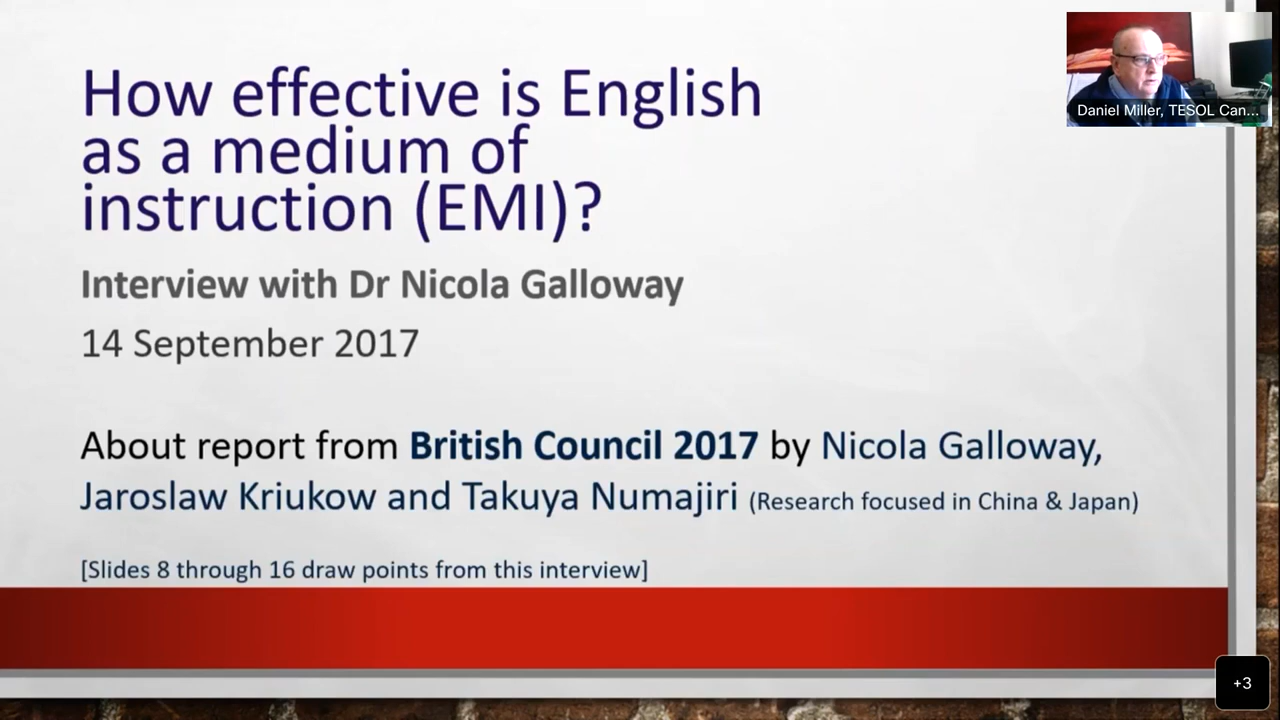 How effective is English
as a medium of
instruction (EMI)?
Interview with Dr Nicola Galloway
14 September 2017
About report from British Council 2017 by Nicola Galloway,
Jaroslaw Kriukow and Takuya Numajiri (Research focused in China & Japan)
[Slides 8 through 16 draw points from this interview]
Daniel Miller, TESOL Can...
+3